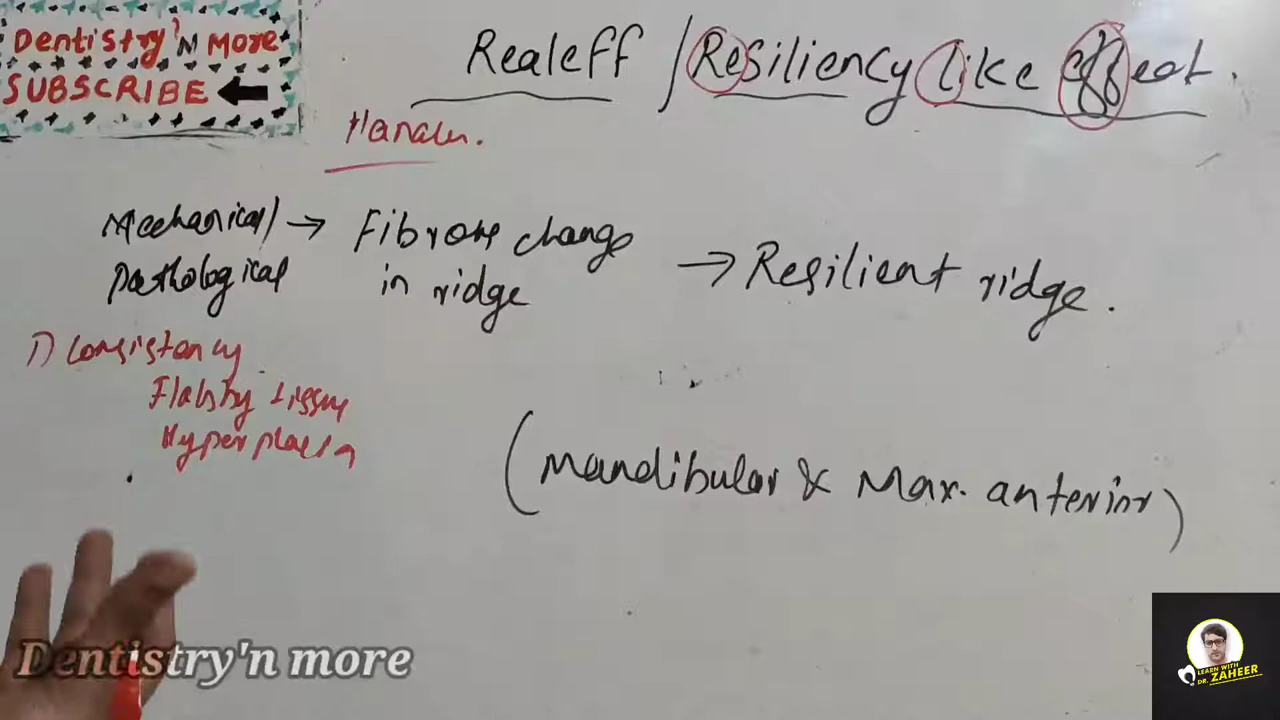 Dentistry'N MORE
SUBSCRIBE
Realeff / Resiliency like effect.
Hanau.
Mechanical/ → Fibrous change → Resilient ridge.
Pathological in ridge
1) Consistency
Flabby tissue
Hyperplasia
(Mandibular & Max. anterior)
Dentistry'n more
LEARN WITH
DR. ZAHEER